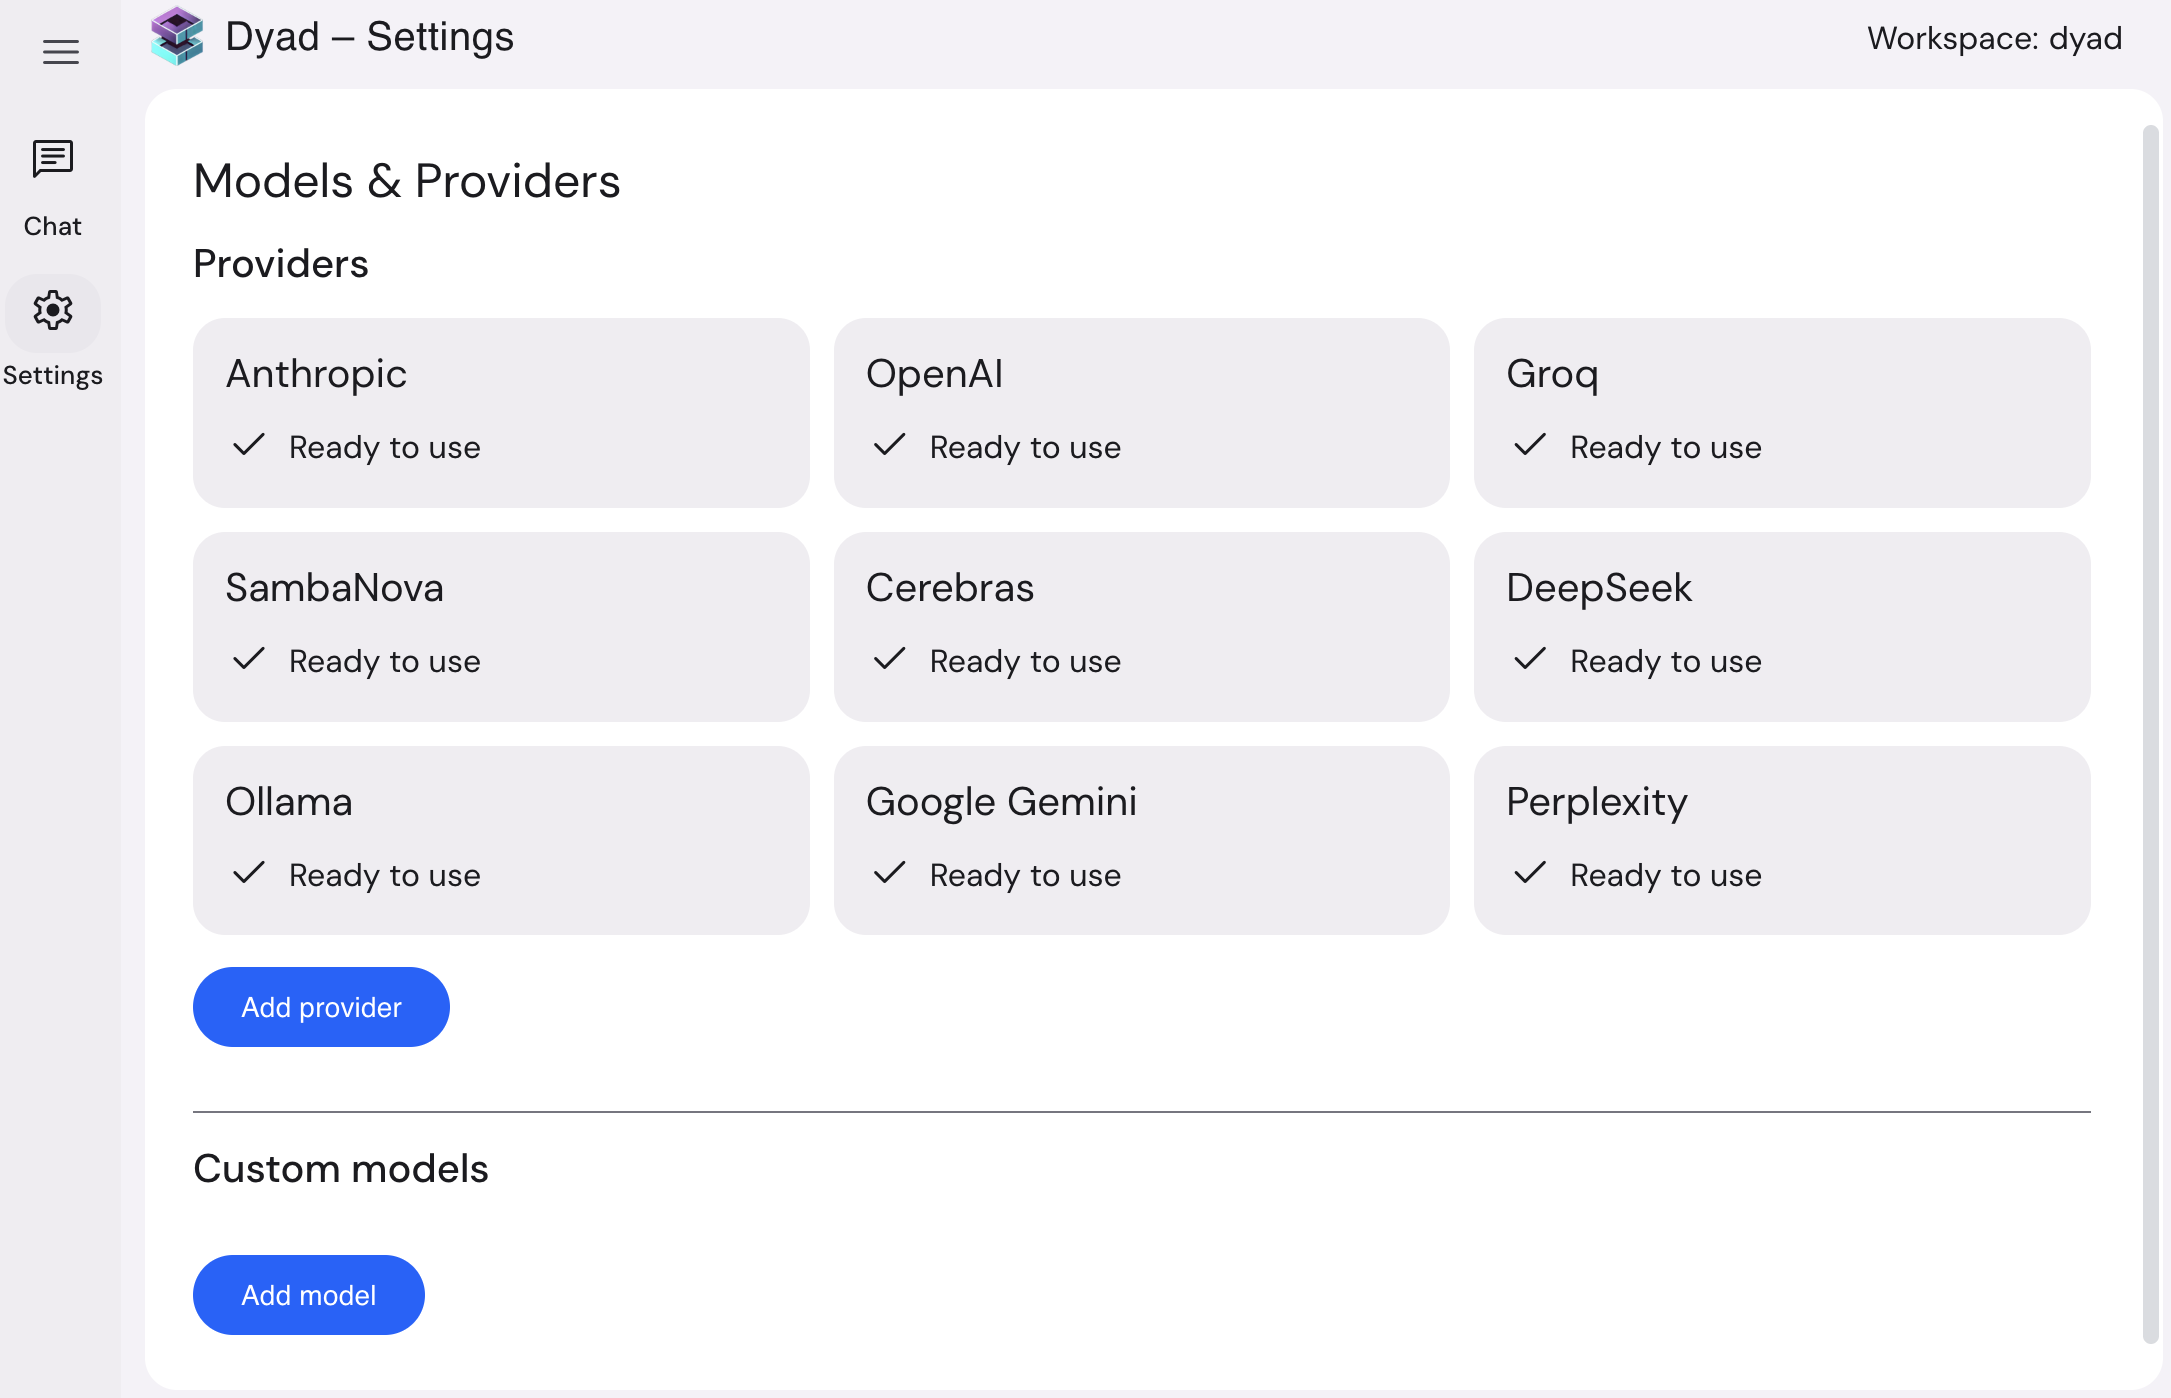 Dyad – Settings
Workspace: dyad
Chat
Settings
Models & Providers
Providers
Anthropic
Ready to use
OpenAI
Ready to use
Groq
Ready to use
SambaNova
Ready to use
Cerebras
Ready to use
DeepSeek
Ready to use
Ollama
Ready to use
Google Gemini
Ready to use
Perplexity
Ready to use
Add provider
Custom models
Add model